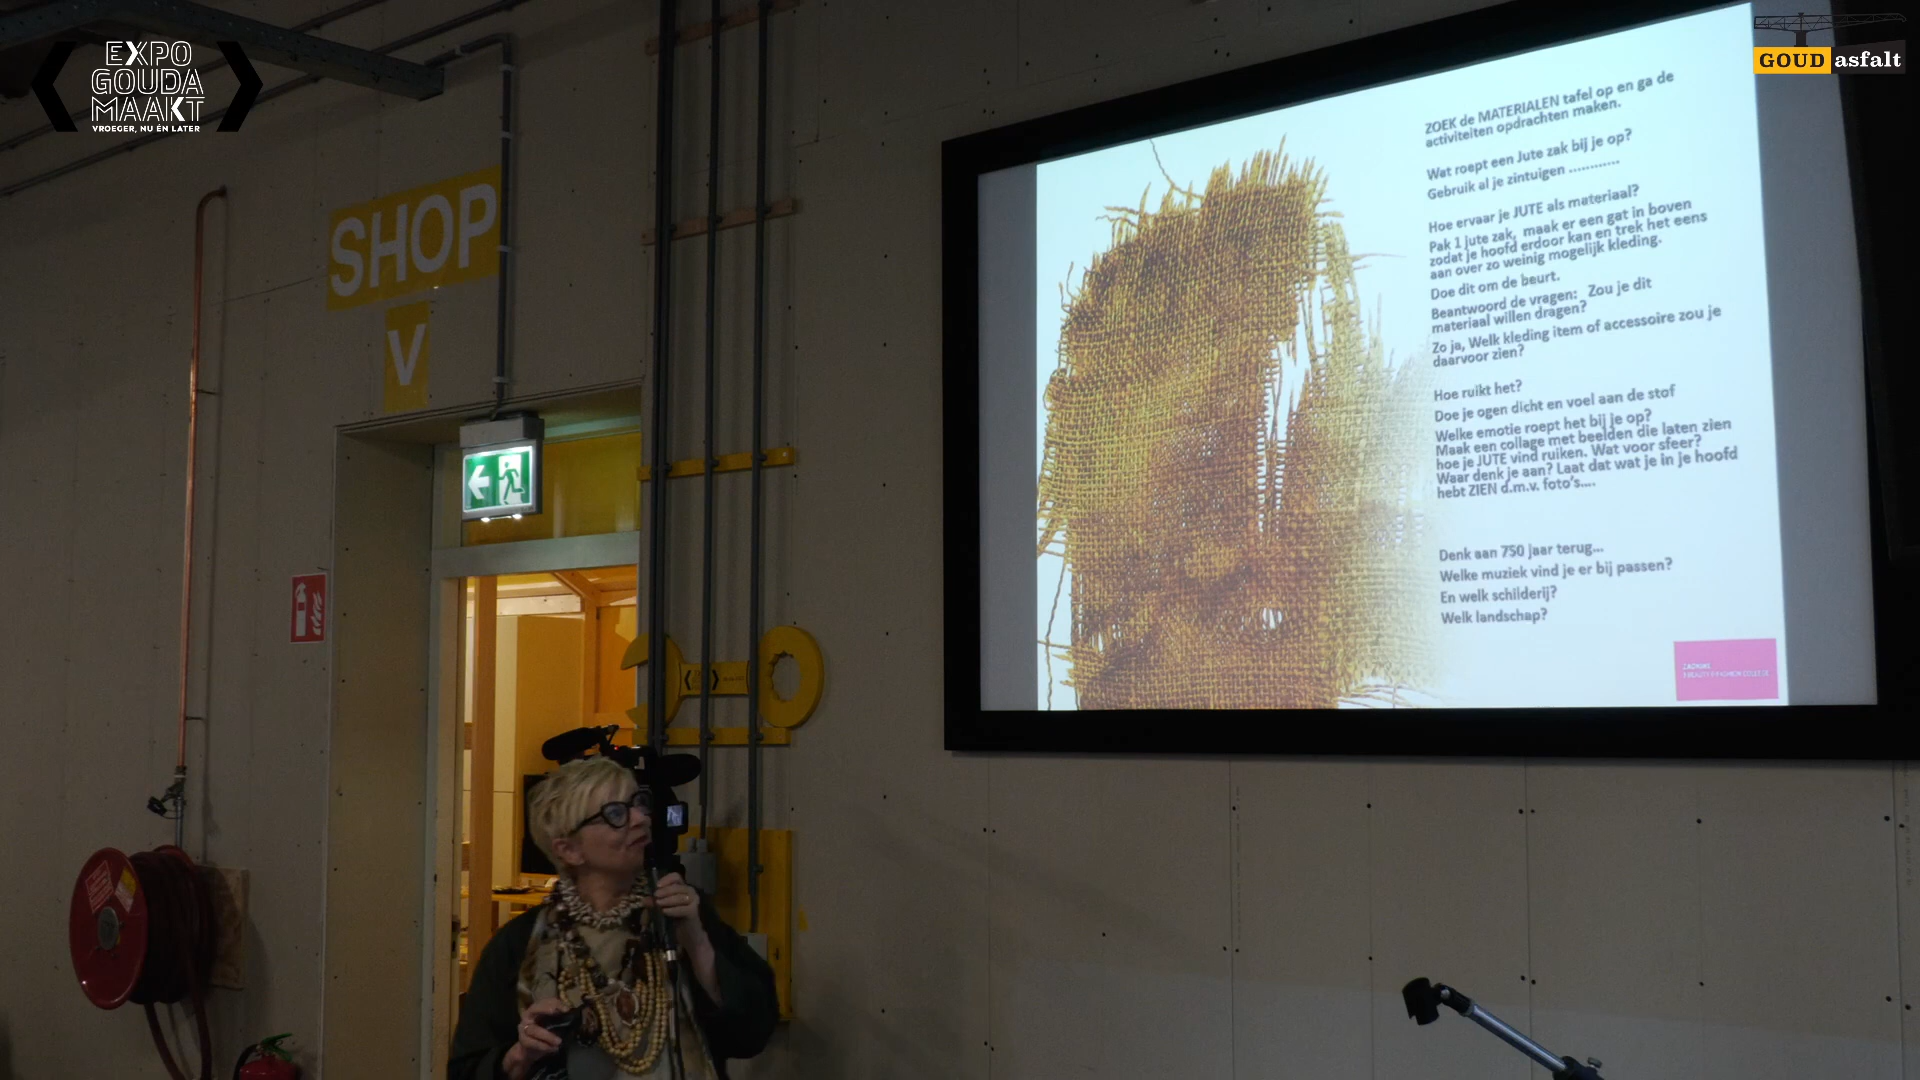 EXPO
GOUDA
MAAKT
VROEGER, NU ÉN LATER
GOUD asfalt
SHOP
V
ZOEK de MATERIALEN tafel op en ga de
activiteiten opdrachten maken.
Wat roept een Jute zak bij je op?
Gebruik al je zintuigen ............
Hoe ervaar je JUTE als materiaal?
Pak 1 jute zak, maak er een gat in boven
zodat je hoofd erdoor kan en trek het eens
aan over zo weinig mogelijk kleding.
Doe dit om de beurt.
Beantwoord de vragen: Zou je dit
materiaal willen dragen?
Zo ja, Welk kleding item of accessoire zou je
daarvoor zien?
Hoe ruikt het?
Doe je ogen dicht en voel aan de stof
Welke emotie roept het bij je op?
Maak een collage met beelden die laten zien
hoe je JUTE vind ruiken. Wat voor sfeer?
Waar denk je aan? Laat dat wat je in je hoofd
hebt ZIEN d.m.v. foto's....
Denk aan 750 jaar terug...
Welke muziek vind je er bij passen?
En welk schilderij?
Welk landschap?